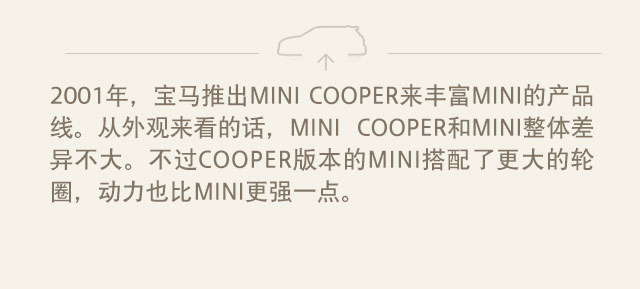 2001年，宝马推出MINI COOPER来丰富MINI的产品
线。从外观来看的话，MINI COOPER和MINI整体差
异不大。不过COOPER版本的MINI搭配了更大的轮
圈，动力也比MINI更强一点。